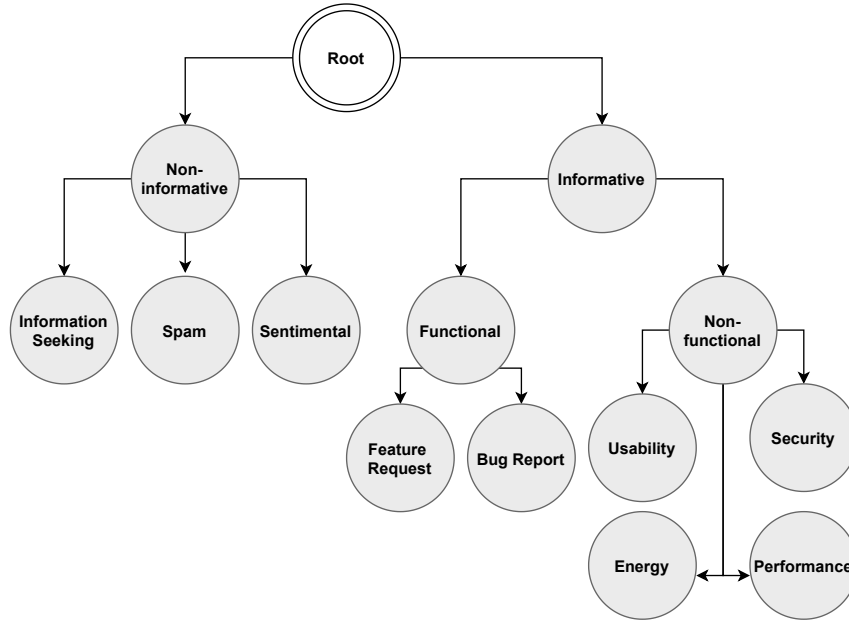 Root
Non-
informative
Informative
Information
Seeking
Spam
Sentimental
Functional
Non-
functional
Feature
Request
Bug Report
Usability
Security
Energy
Performance